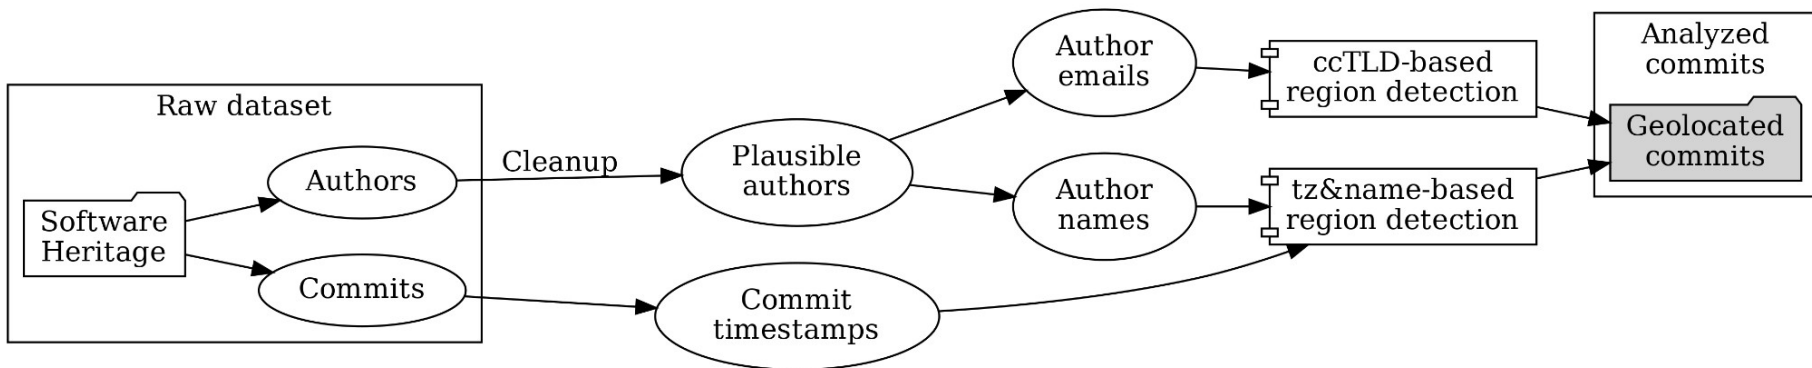 Raw dataset
Software
Heritage
Authors
Commits
Cleanup
Plausible
authors
Commit
timestamps
Author
emails
Author
names
ccTLD-based
region detection
tz&name-based
region detection
Analyzed
commits
Geolocated
commits